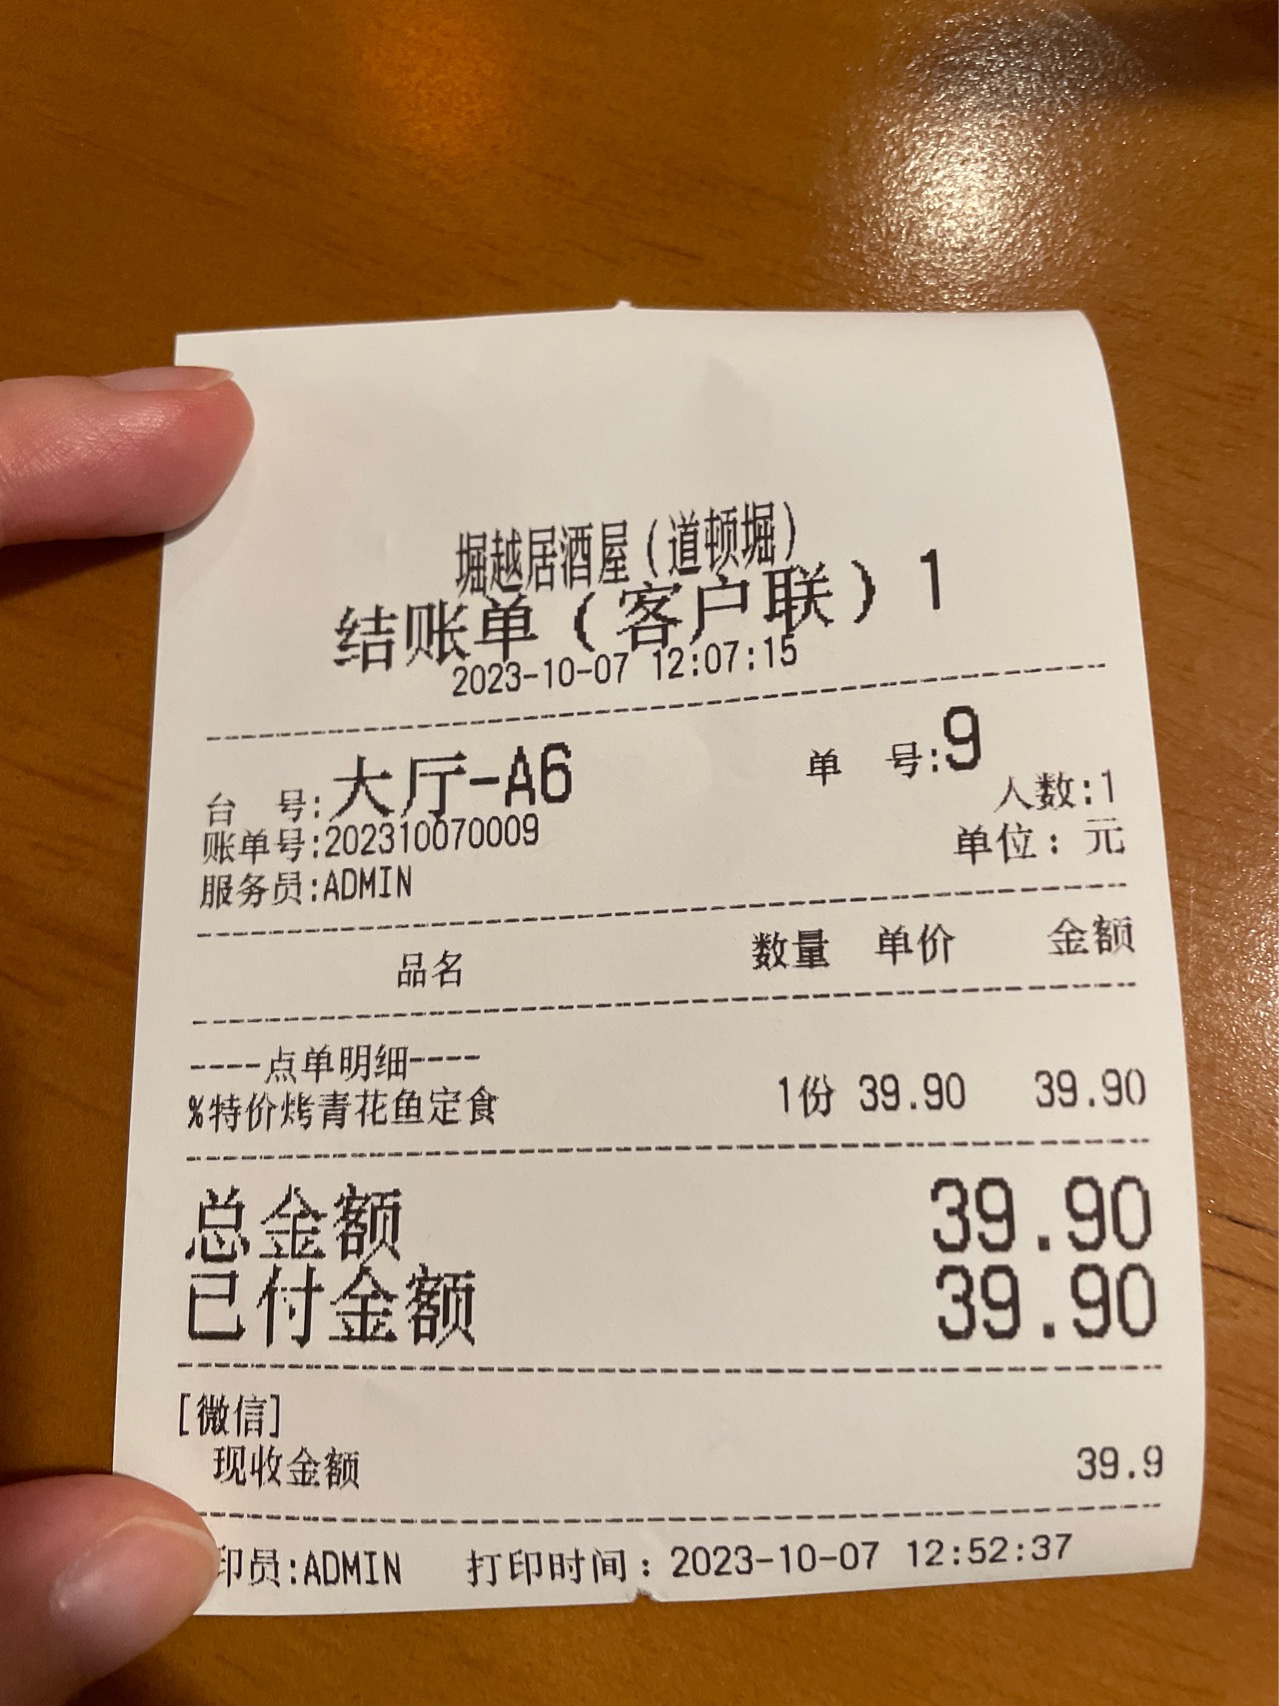 堀越居酒屋(道顿堀)
结账单(客户联)1
2023-10-07 12:07:15
台 号:大厅-A6 单 号:9
账单号:202310070009 人数:1
服务员:ADMIN 单位:元
品名 数量 单价 金额
----点单明细----
%特价烤青花鱼定食 1份 39.90 39.90
总金额 39.90
已付金额 39.90
[微信]
现收金额 39.9
印员:ADMIN 打印时间:2023-10-07 12:52:37